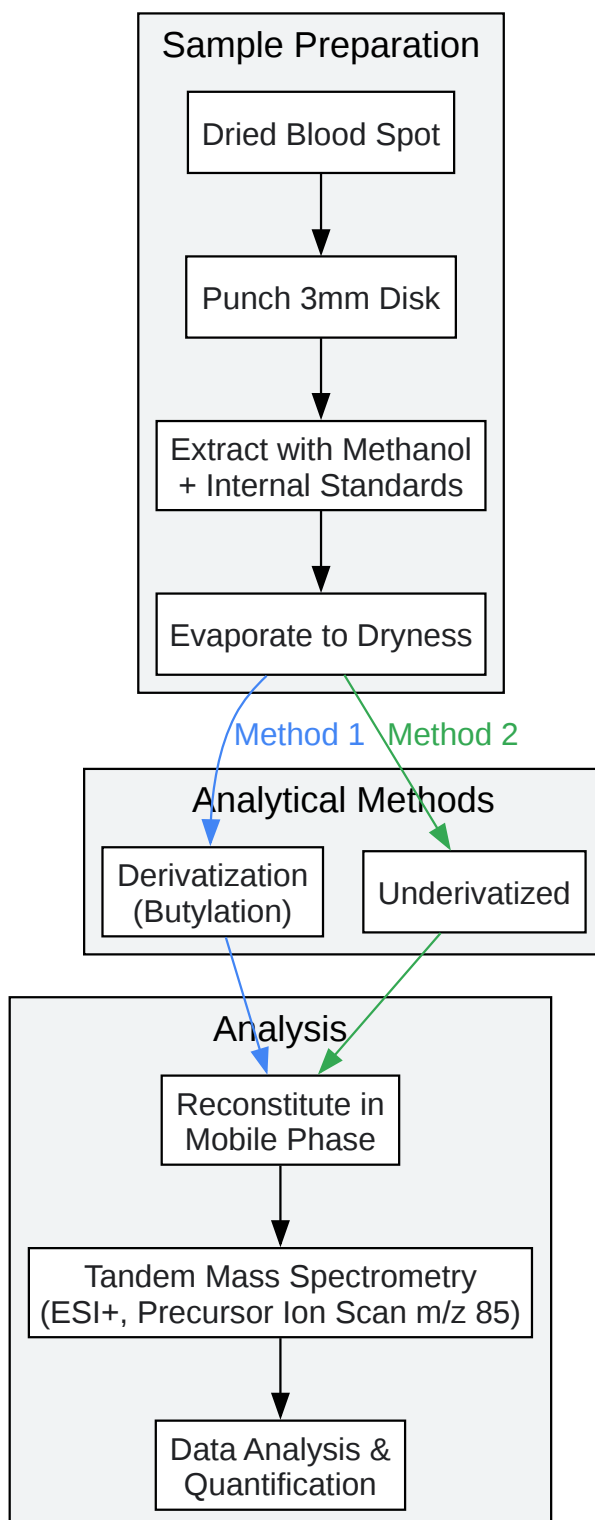 Sample Preparation
Dried Blood Spot
Punch 3mm Disk
Extract with Methanol
+ Internal Standards
Evaporate to Dryness
Method 1
Method 2
Analytical Methods
Derivatization
(Butylation)
Underivatized
Analysis
Reconstitute in
Mobile Phase
Tandem Mass Spectrometry
(ESI+, Precursor Ion Scan m/z 85)
Data Analysis &
Quantification